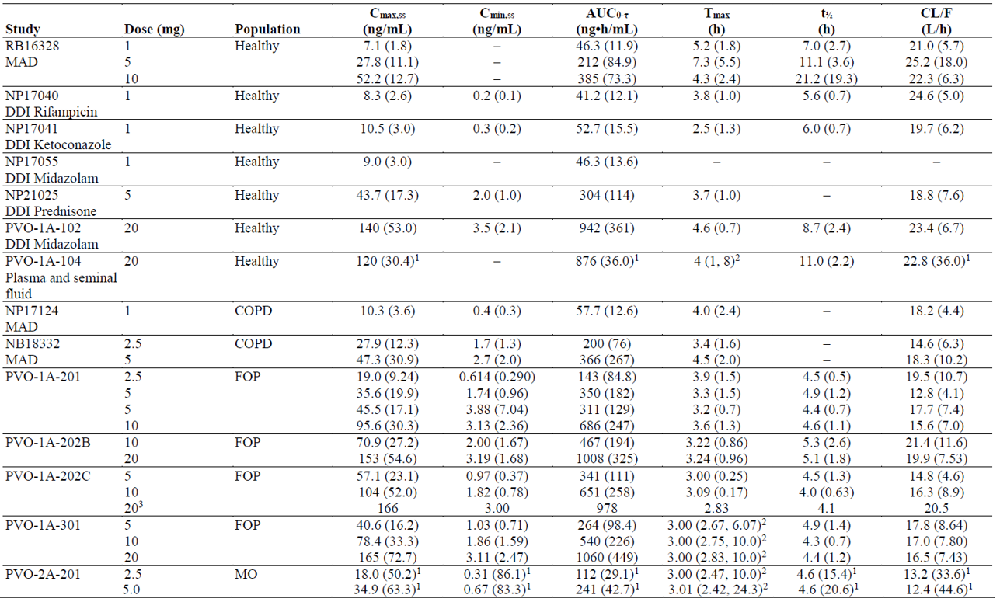 Study Dose (mg) Population Cmax,ss (ng/mL) Cmin,ss (ng/mL) AUC0-τ (ng•h/mL) Tmax (h) t½ (h) CL/F (L/h)
RB16328 1 Healthy 7.1 (1.8) – 46.3 (11.9) 5.2 (1.8) 7.0 (2.7) 21.0 (5.7)
MAD 5 27.8 (11.1) – 212 (84.9) 7.3 (5.5) 11.1 (3.6) 25.2 (18.0)
10 52.2 (12.7) – 385 (73.3) 4.3 (2.4) 21.2 (19.3) 22.3 (6.3)
NP17040 1 Healthy 8.3 (2.6) 0.2 (0.1) 41.2 (12.1) 3.8 (1.0) 5.6 (0.7) 24.6 (5.0)
DDI Rifampicin
NP17041 1 Healthy 10.5 (3.0) 0.3 (0.2) 52.7 (15.5) 2.5 (1.3) 6.0 (0.7) 19.7 (6.2)
DDI Ketoconazole
NP17055 1 Healthy 9.0 (3.0) – 46.3 (13.6) – – –
DDI Midazolam
NP21025 5 Healthy 43.7 (17.3) 2.0 (1.0) 304 (114) 3.7 (1.0) – 18.8 (7.6)
DDI Prednisone
PVO-1A-102 20 Healthy 140 (53.0) 3.5 (2.1) 942 (361) 4.6 (0.7) 8.7 (2.4) 23.4 (6.7)
DDI Midazolam
PVO-1A-104 20 Healthy 120 (30.4)1 – 876 (36.0)1 4 (1, 8)2 11.0 (2.2) 22.8 (36.0)1
Plasma and seminal
fluid
NP17124 1 COPD 10.3 (3.6) 0.4 (0.3) 57.7 (12.6) 4.0 (2.4) – 18.2 (4.4)
MAD
NB18332 2.5 COPD 27.9 (12.3) 1.7 (1.3) 200 (76) 3.4 (1.6) – 14.6 (6.3)
MAD 5 47.3 (30.9) 2.7 (2.0) 366 (267) 4.5 (2.0) – 18.3 (10.2)
PVO-1A-201 2.5 FOP 19.0 (9.24) 0.614 (0.290) 143 (84.8) 3.9 (1.5) 4.5 (0.5) 19.5 (10.7)
5 35.6 (19.9) 1.74 (0.96) 350 (182) 3.3 (1.5) 4.9 (1.2) 12.8 (4.1)
5 45.5 (17.1) 3.88 (7.04) 311 (129) 3.2 (0.7) 4.4 (0.7) 17.7 (7.4)
10 95.6 (30.3) 3.13 (2.36) 686 (247) 3.6 (1.3) 4.6 (1.1) 15.6 (7.0)
PVO-1A-202B 10 FOP 70.9 (27.2) 2.00 (1.67) 467 (194) 3.22 (0.86) 5.3 (2.6) 21.4 (11.6)
20 153 (54.6) 3.19 (1.68) 1008 (325) 3.24 (0.96) 5.1 (1.8) 19.9 (7.53)
PVO-1A-202C 5 FOP 57.1 (23.1) 0.97 (0.37) 341 (111) 3.00 (0.25) 4.5 (1.3) 14.8 (4.6)
10 104 (52.0) 1.82 (0.78) 651 (258) 3.09 (0.17) 4.0 (0.63) 16.3 (8.9)
203 166 3.00 978 2.83 4.1 20.5
PVO-1A-301 5 FOP 40.6 (16.2) 1.03 (0.71) 264 (98.4) 3.00 (2.67, 6.07)2 4.9 (1.4) 17.8 (8.64)
10 78.4 (33.3) 1.86 (1.59) 540 (226) 3.00 (2.75, 10.0)2 4.3 (0.7) 17.0 (7.80)
20 165 (72.7) 3.11 (2.47) 1060 (449) 3.00 (2.83, 10.0)2 4.4 (1.2) 16.5 (7.43)
PVO-2A-201 2.5 MO 18.0 (50.2)1 0.31 (86.1)1 112 (29.1)1 3.00 (2.47, 10.0)2 4.6 (15.4)1 13.2 (33.6)1
5.0 34.9 (63.3)1 0.67 (83.3)1 241 (42.7)1 3.01 (2.42, 24.3)2 4.6 (20.6)1 12.4 (44.6)1